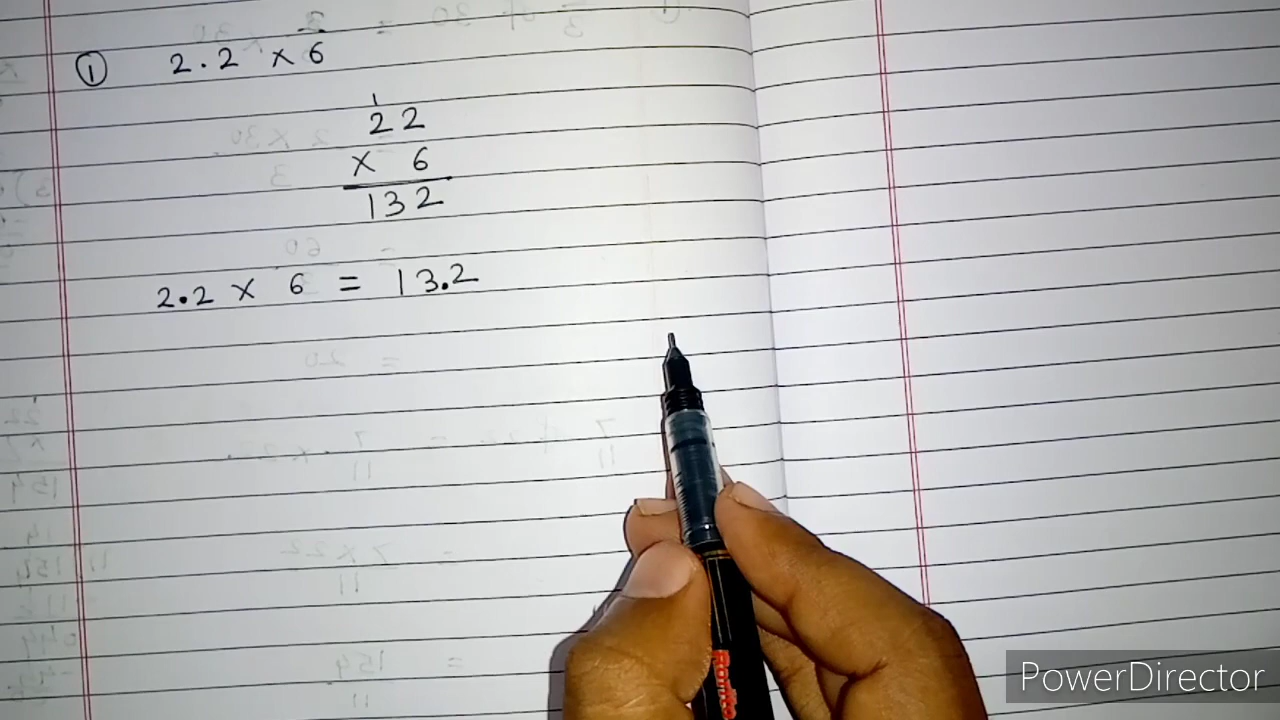 ① 2.2 × 6
1
22
× 6
132
2.2 × 6 = 13.2
PowerDirector